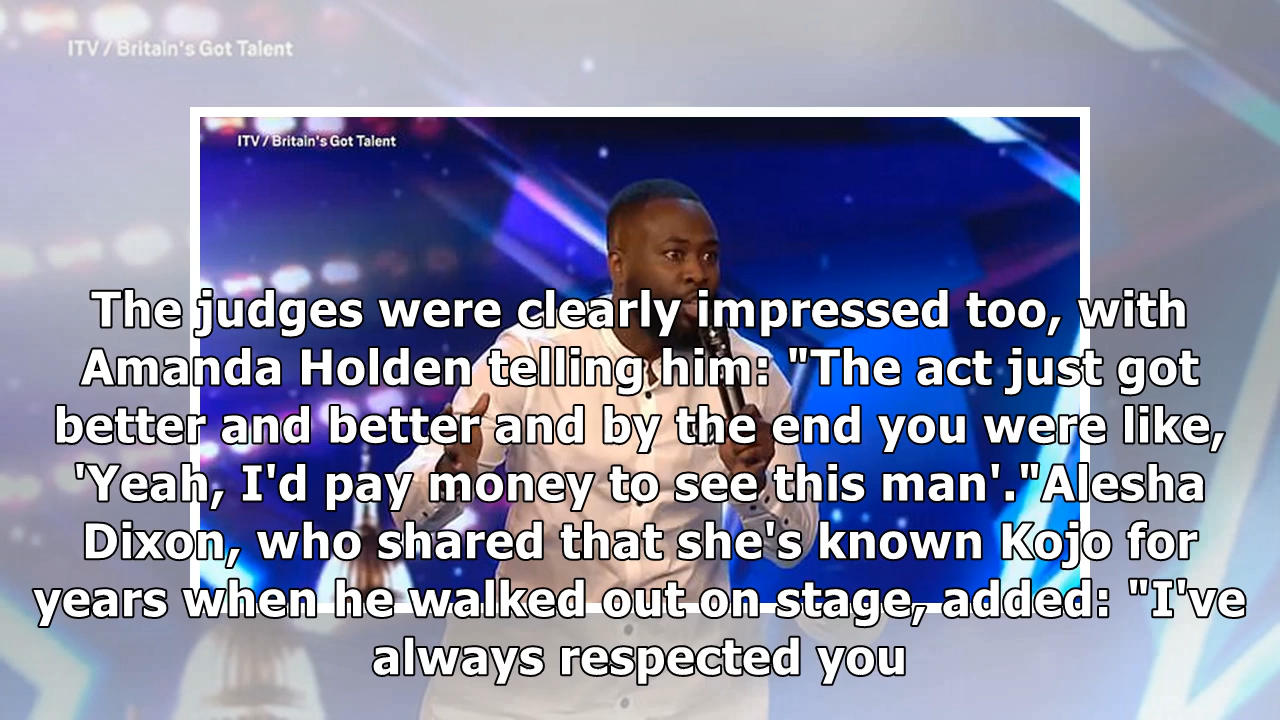 ITV / Britain's Got Talent
ITV / Britain's Got Talent
The judges were clearly impressed too, with
Amanda Holden telling him: "The act just got
better and better and by the end you were like,
'Yeah, I'd pay money to see this man'."Alesha
Dixon, who shared that she's known Kojo for
years when he walked out on stage, added: "I've
always respected you